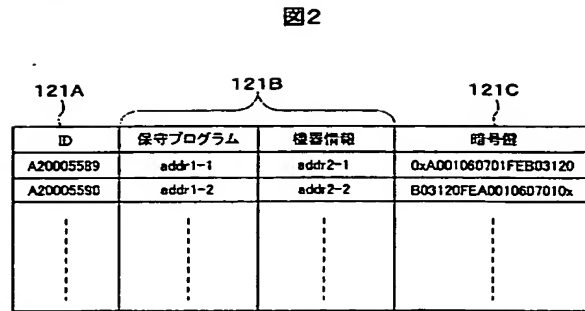 図2
121A 121B 121C
ID 保守プログラム 機器情報 暗号鍵
A20005589 addr1-1 addr2-1 0xA001060701FEB03120
A20005590 addr1-2 addr2-2 B03120FEA0010607010x